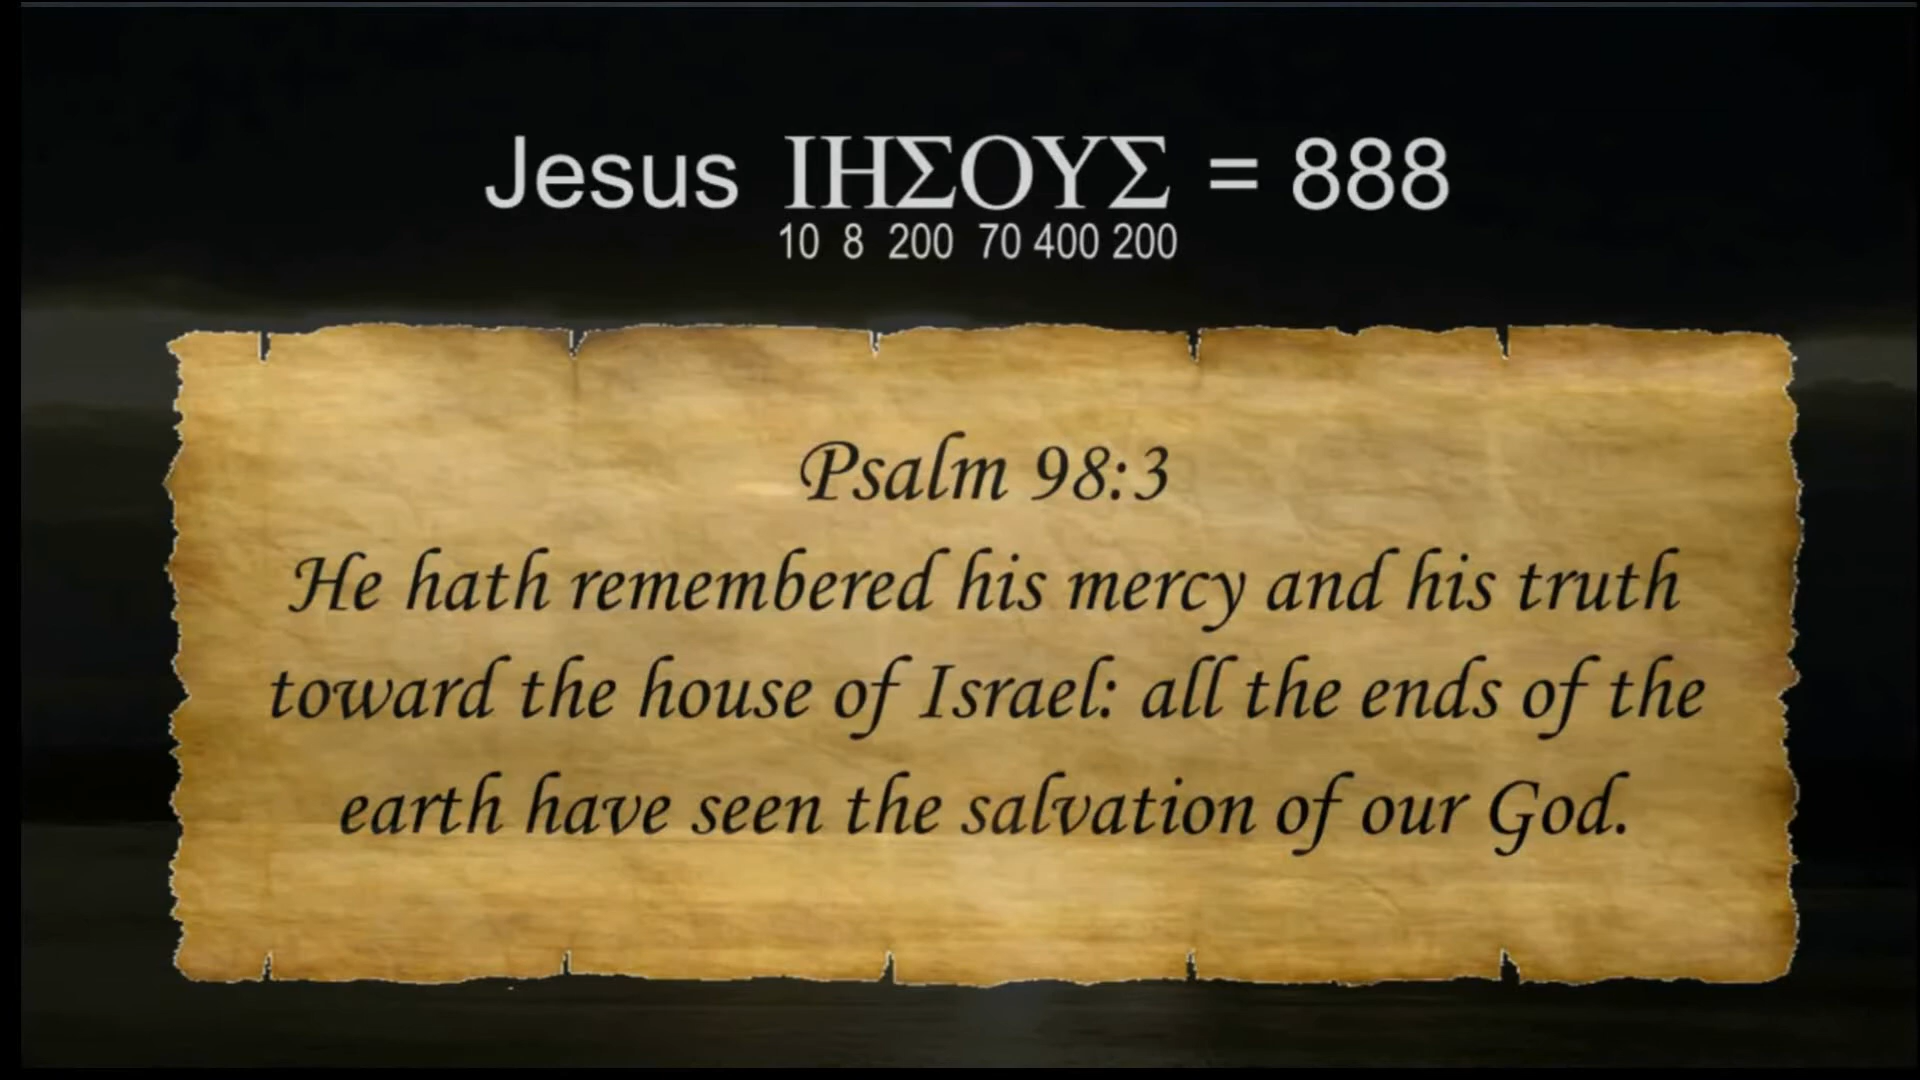 Jesus ΙΗΣΟΥΣ = 888
10 8 200 70 400 200
Psalm 98:3
He hath remembered his mercy and his truth
toward the house of Israel: all the ends of the
earth have seen the salvation of our God.